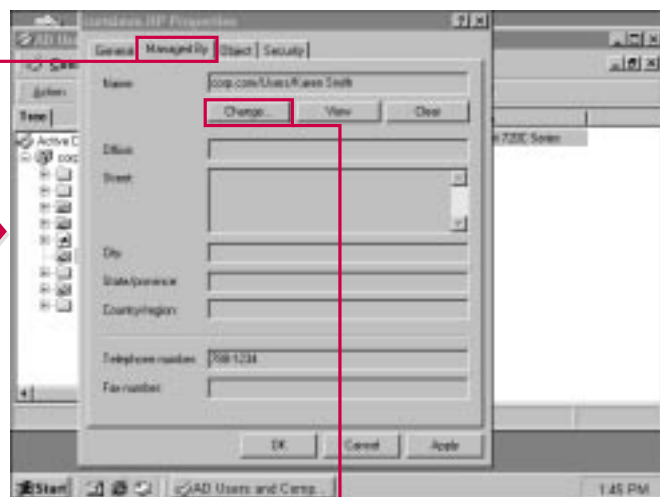 Properties
General Managed By Object Security
Name: corp.com/Users/Karen Smith
Change... View Clear
Office:
Street:
City:
State/province:
Country/region:
Telephone number: 788-1234
Fax number:
OK Cancel Apply
Action
Tree
Active
720C Series
Start AD Users and Comp...
1:45 PM